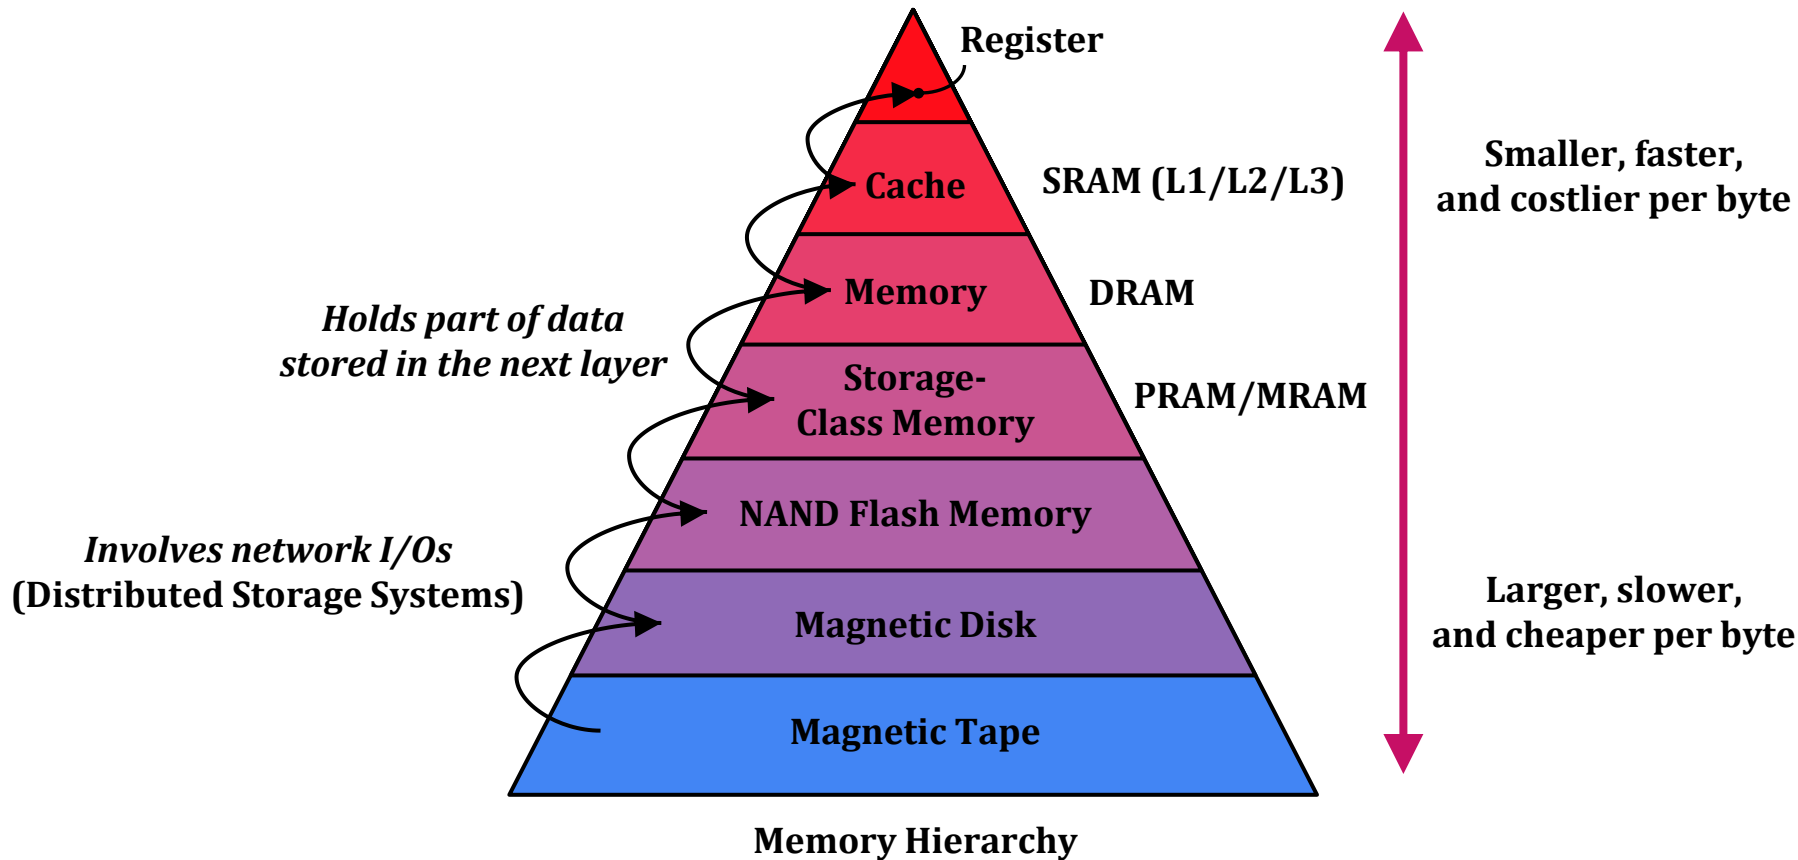 Register
Cache
SRAM (L1/L2/L3)
Smaller, faster,
and costlier per byte
Memory
DRAM
Holds part of data
stored in the next layer
Storage-
Class Memory
PRAM/MRAM
NAND Flash Memory
Involves network I/Os
(Distributed Storage Systems)
Magnetic Disk
Larger, slower,
and cheaper per byte
Magnetic Tape
Memory Hierarchy